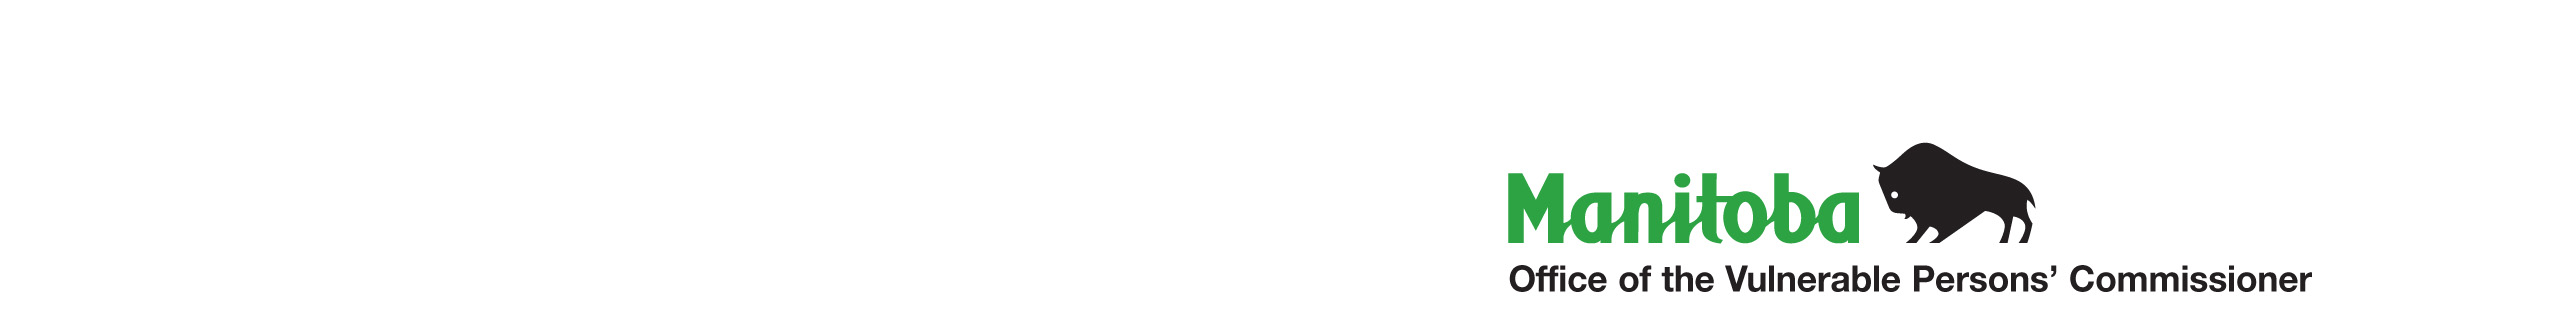 Manitoba
Office of the Vulnerable Persons’ Commissioner